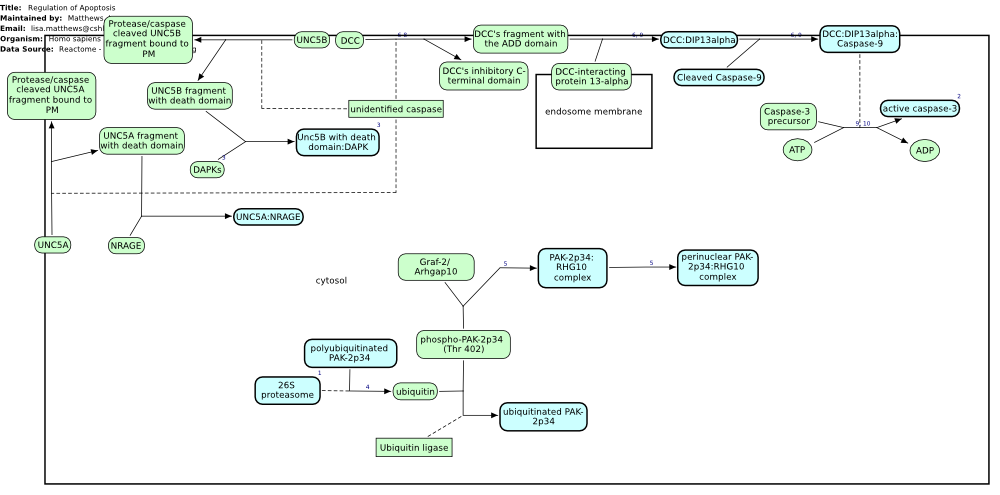 Title: Regulation of Apoptosis
Maintained by: Matthews
Email: lisa.matthews@cshl
Organism: Homo sapiens
Data Source: Reactome -
Protease/caspase
cleaved UNC5B
fragment bound to
PM
UNC5B
DCC
6, 8
DCC's fragment with
the ADD domain
6, 9
DCC:DIP13alpha
6, 9
DCC:DIP13alpha:
Caspase-9
Protease/caspase
cleaved UNC5A
fragment bound to
PM
UNC5B fragment
with death domain
DCC's inhibitory C-
terminal domain
DCC-interacting
protein 13-alpha
Cleaved Caspase-9
unidentified caspase
endosome membrane
Caspase-3
precursor
2
active caspase-3
9, 10
ATP
ADP
UNC5A fragment
with death domain
3
Unc5B with death
domain:DAPK
3
DAPKs
UNC5A:NRAGE
UNC5A
NRAGE
cytosol
Graf-2/
Arhgap10
5
PAK-2p34:
RHG10
complex
5
perinuclear PAK-
2p34:RHG10
complex
phospho-PAK-2p34
(Thr 402)
polyubiquitinated
PAK-2p34
1
26S
proteasome
4
ubiquitin
ubiquitinated PAK-
2p34
Ubiquitin ligase